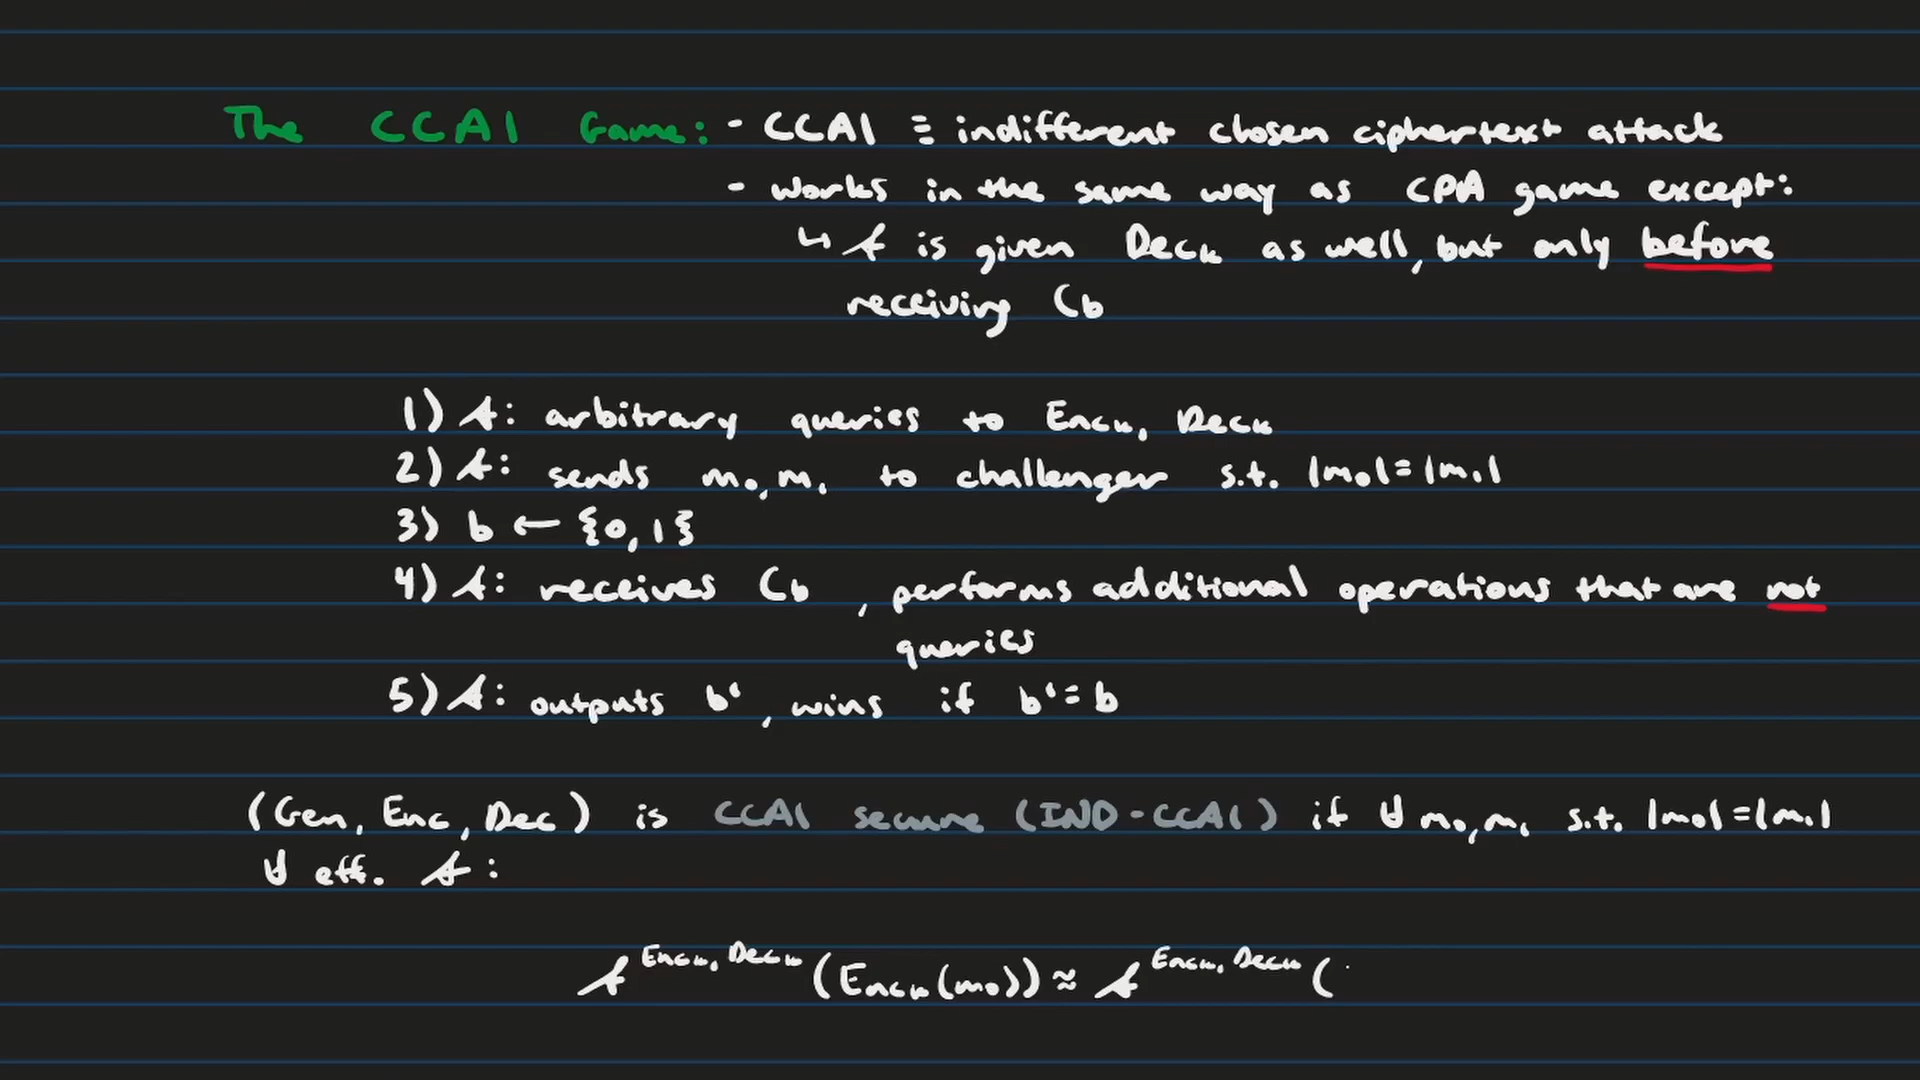 The CCA1 Game: - CCA1 ≡ indifferent chosen ciphertext attack
- works in the same way as CPA game except:
↳ A is given Deck as well, but only before
receiving Cb
1) A: arbitrary queries to Enck, Deck
2) A: sends m0, m1 to challenger s.t. |m0| = |m1|
3) b ← {0,1}
4) A: receives Cb, performs additional operations that are not
queries
5) A: outputs b', wins if b' = b
(Gen, Enc, Dec) is CCA1 secure (IND-CCA1) if ∀ m0, m1 s.t. |m0| = |m1|
∀ eff. A:
A^Enck, Deck (Enck(m0)) ≈ A^Enck, Deck (